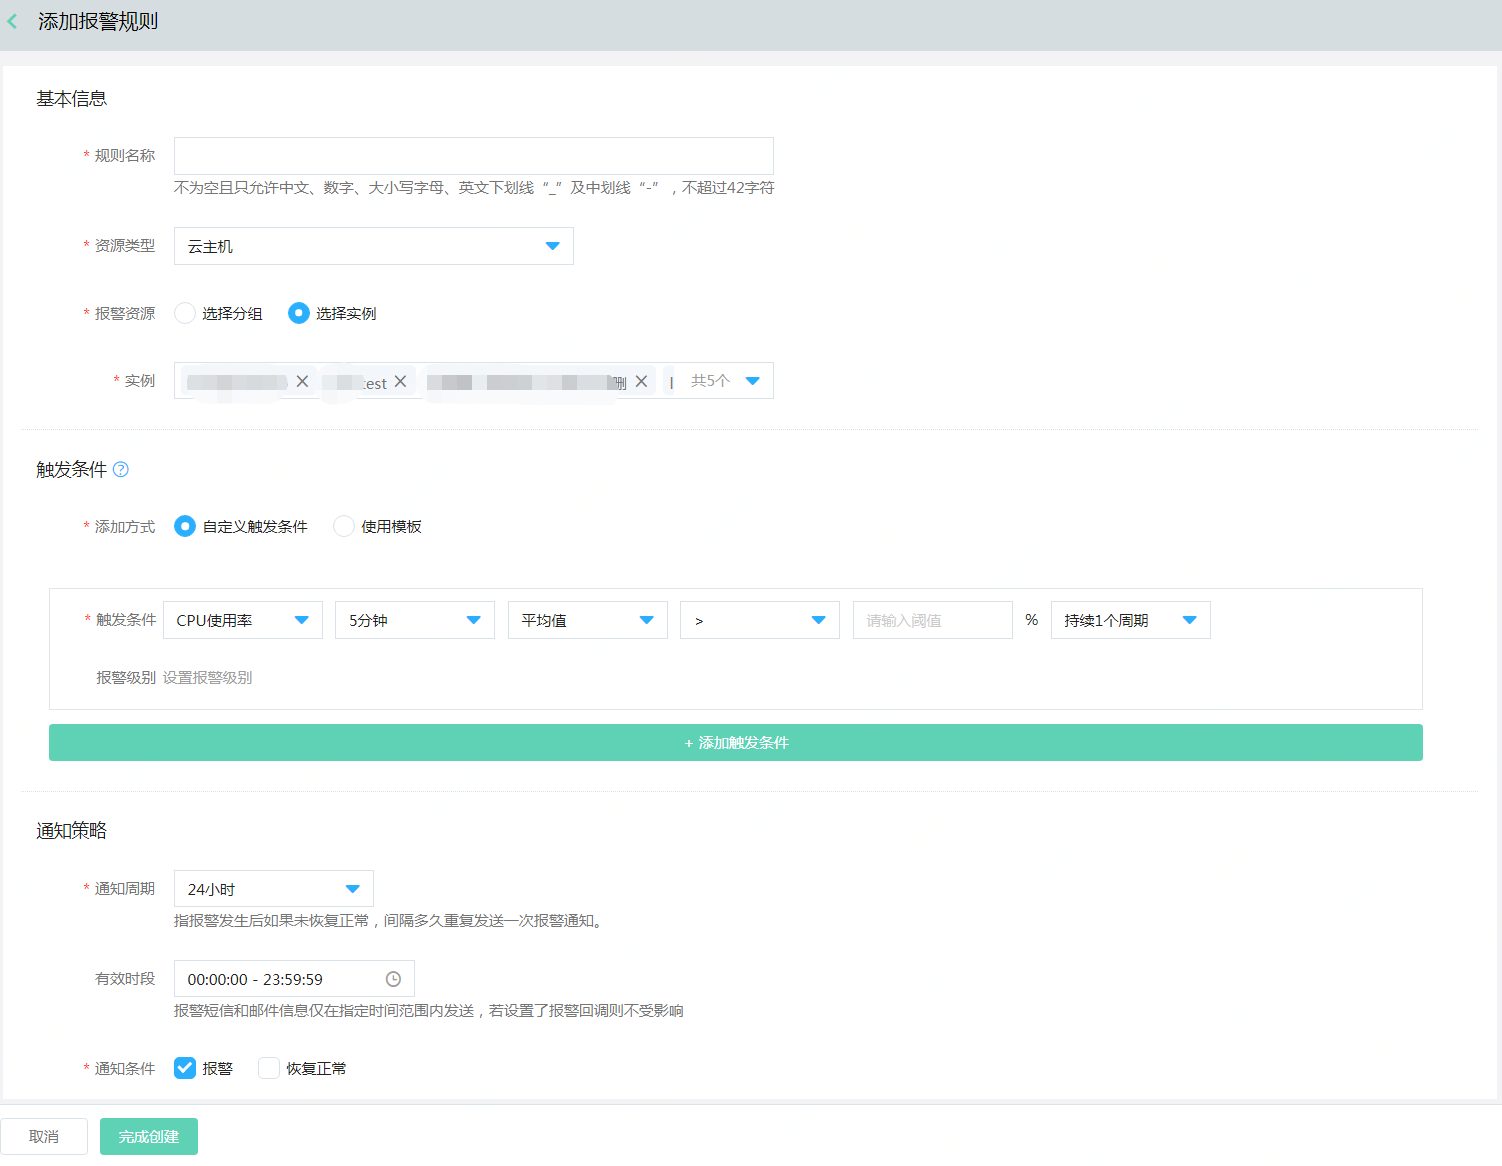 添加报警规则
基本信息
* 规则名称
不为空且只允许中文、数字、大小写字母、英文下划线“_”及中划线“-”，不超过42字符
* 资源类型 云主机
* 报警资源 选择分组 选择实例
* 实例 test 删 共5个
触发条件 ?
* 添加方式 自定义触发条件 使用模板
* 触发条件 CPU使用率 5分钟 平均值 > 请输入阈值 % 持续1个周期
报警级别 设置报警级别
+ 添加触发条件
通知策略
* 通知周期 24小时
指报警发生后如果未恢复正常，间隔多久重复发送一次报警通知。
有效时段 00:00:00 - 23:59:59
报警短信和邮件信息仅在指定时间范围内发送，若设置了报警回调则不受影响
* 通知条件 报警 恢复正常
取消 完成创建